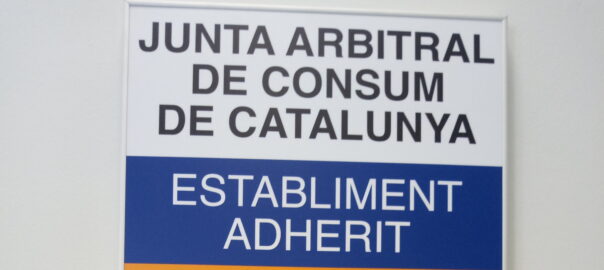 JUNTA ARBITRAL
DE CONSUM
DE CATALUNYA
ESTABLIMENT
ADHERIT